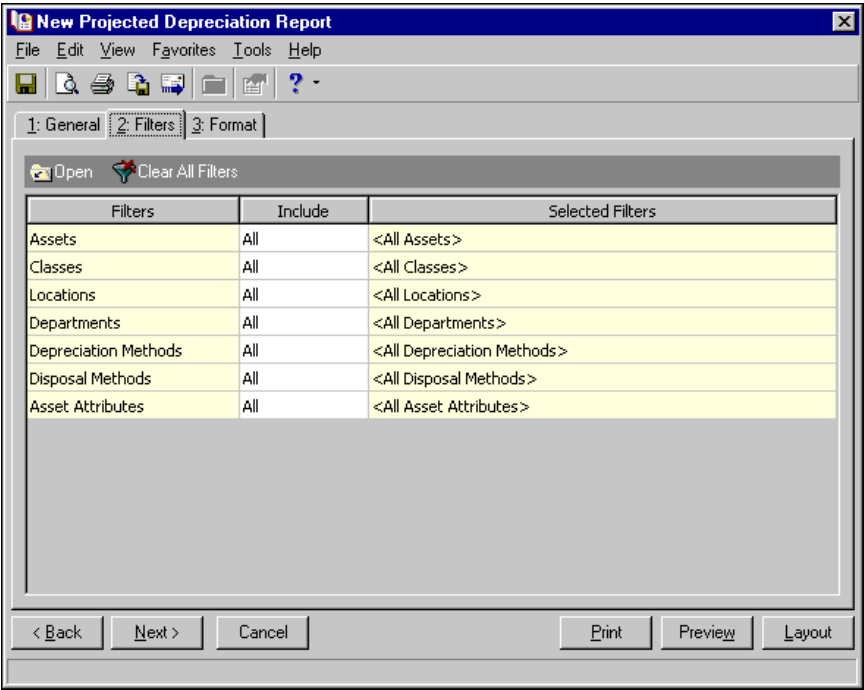 New Projected Depreciation Report
File Edit View Favorites Tools Help
?
1: General 2: Filters 3: Format
Open Clear All Filters
Filters Include Selected Filters
Assets All <All Assets>
Classes All <All Classes>
Locations All <All Locations>
Departments All <All Departments>
Depreciation Methods All <All Depreciation Methods>
Disposal Methods All <All Disposal Methods>
Asset Attributes All <All Asset Attributes>
< Back Next > Cancel Print Preview Layout